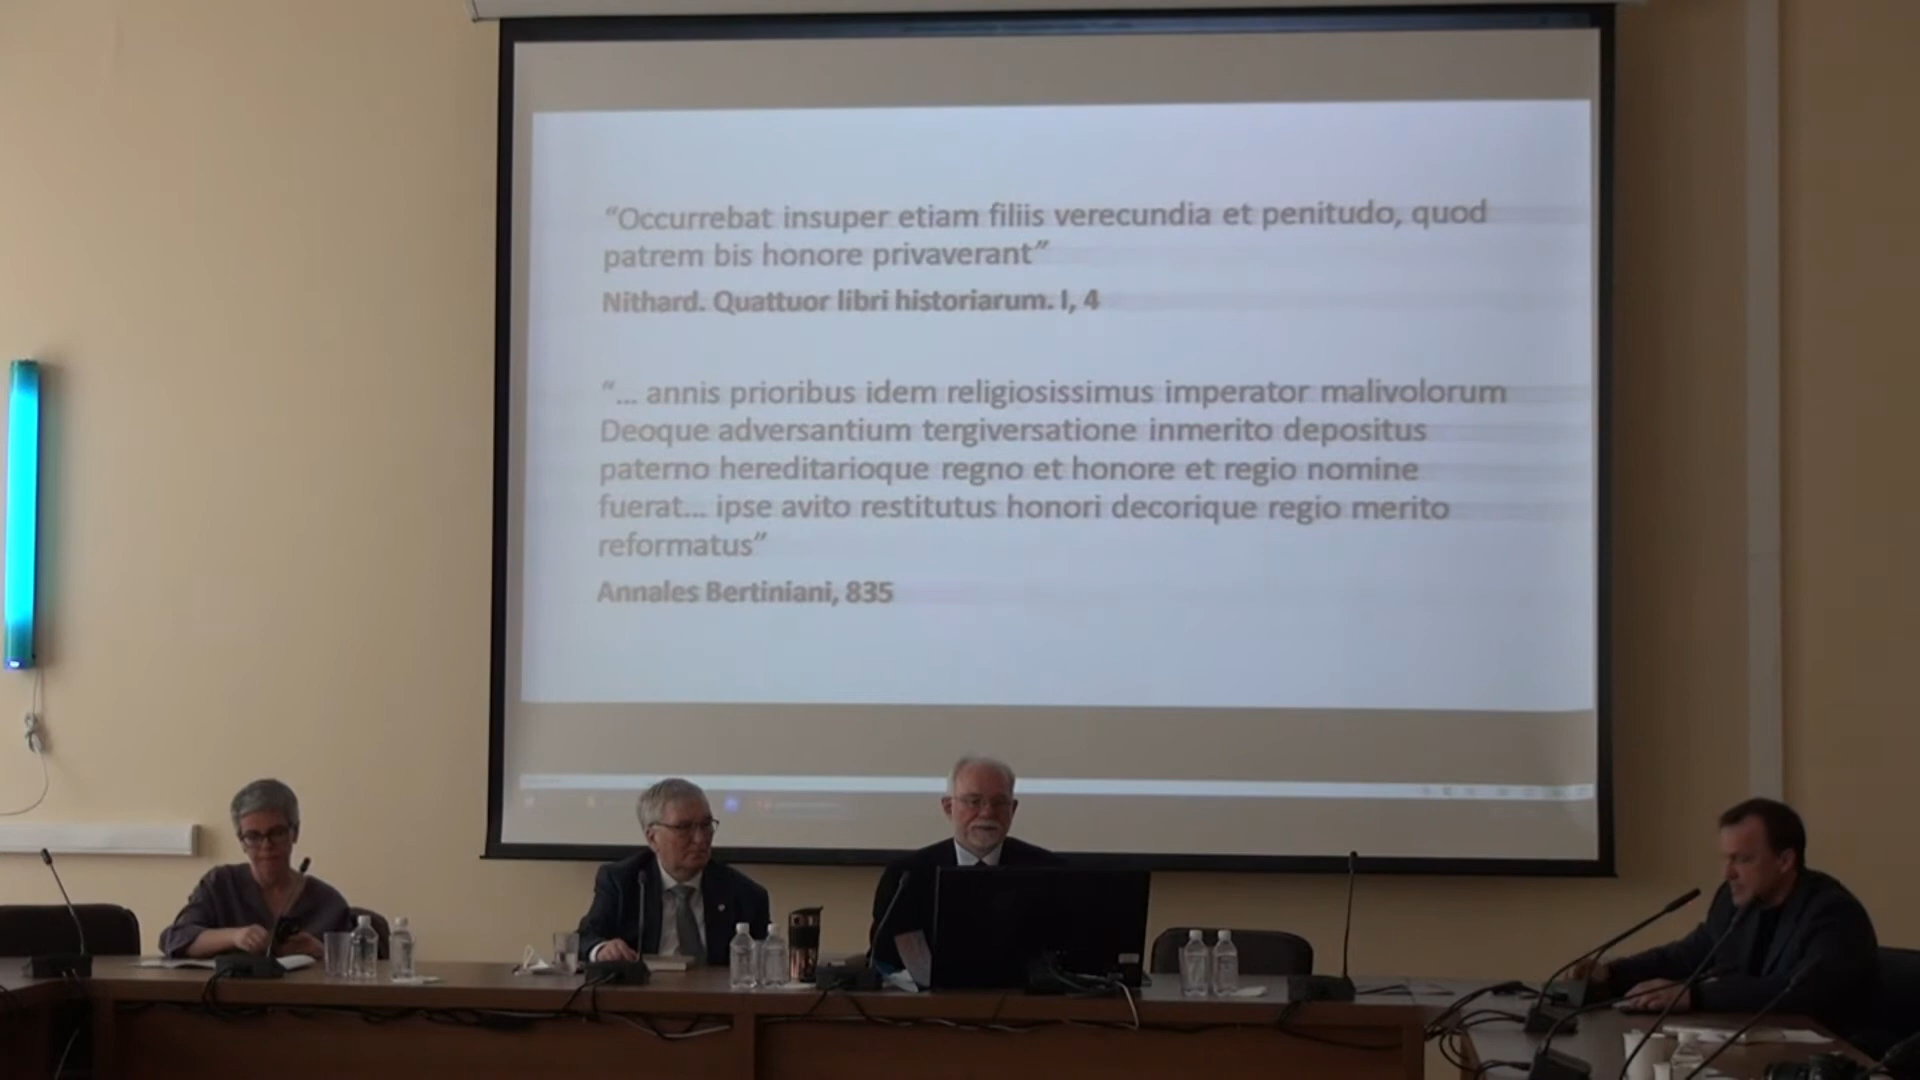 “Occurrebat insuper etiam filiis verecundia et penitudo, quod
patrem bis honore privaverant”
Nithard. Quattuor libri historiarum. I, 4
“... annis prioribus idem religiosissimus imperator malivolorum
Deoque adversantium tergiversatione inmerito depositus
paterno hereditarioque regno et honore et regio nomine
fuerat... ipse avito restitutus honori decorique regio merito
reformatus”
Annales Bertiniani, 835